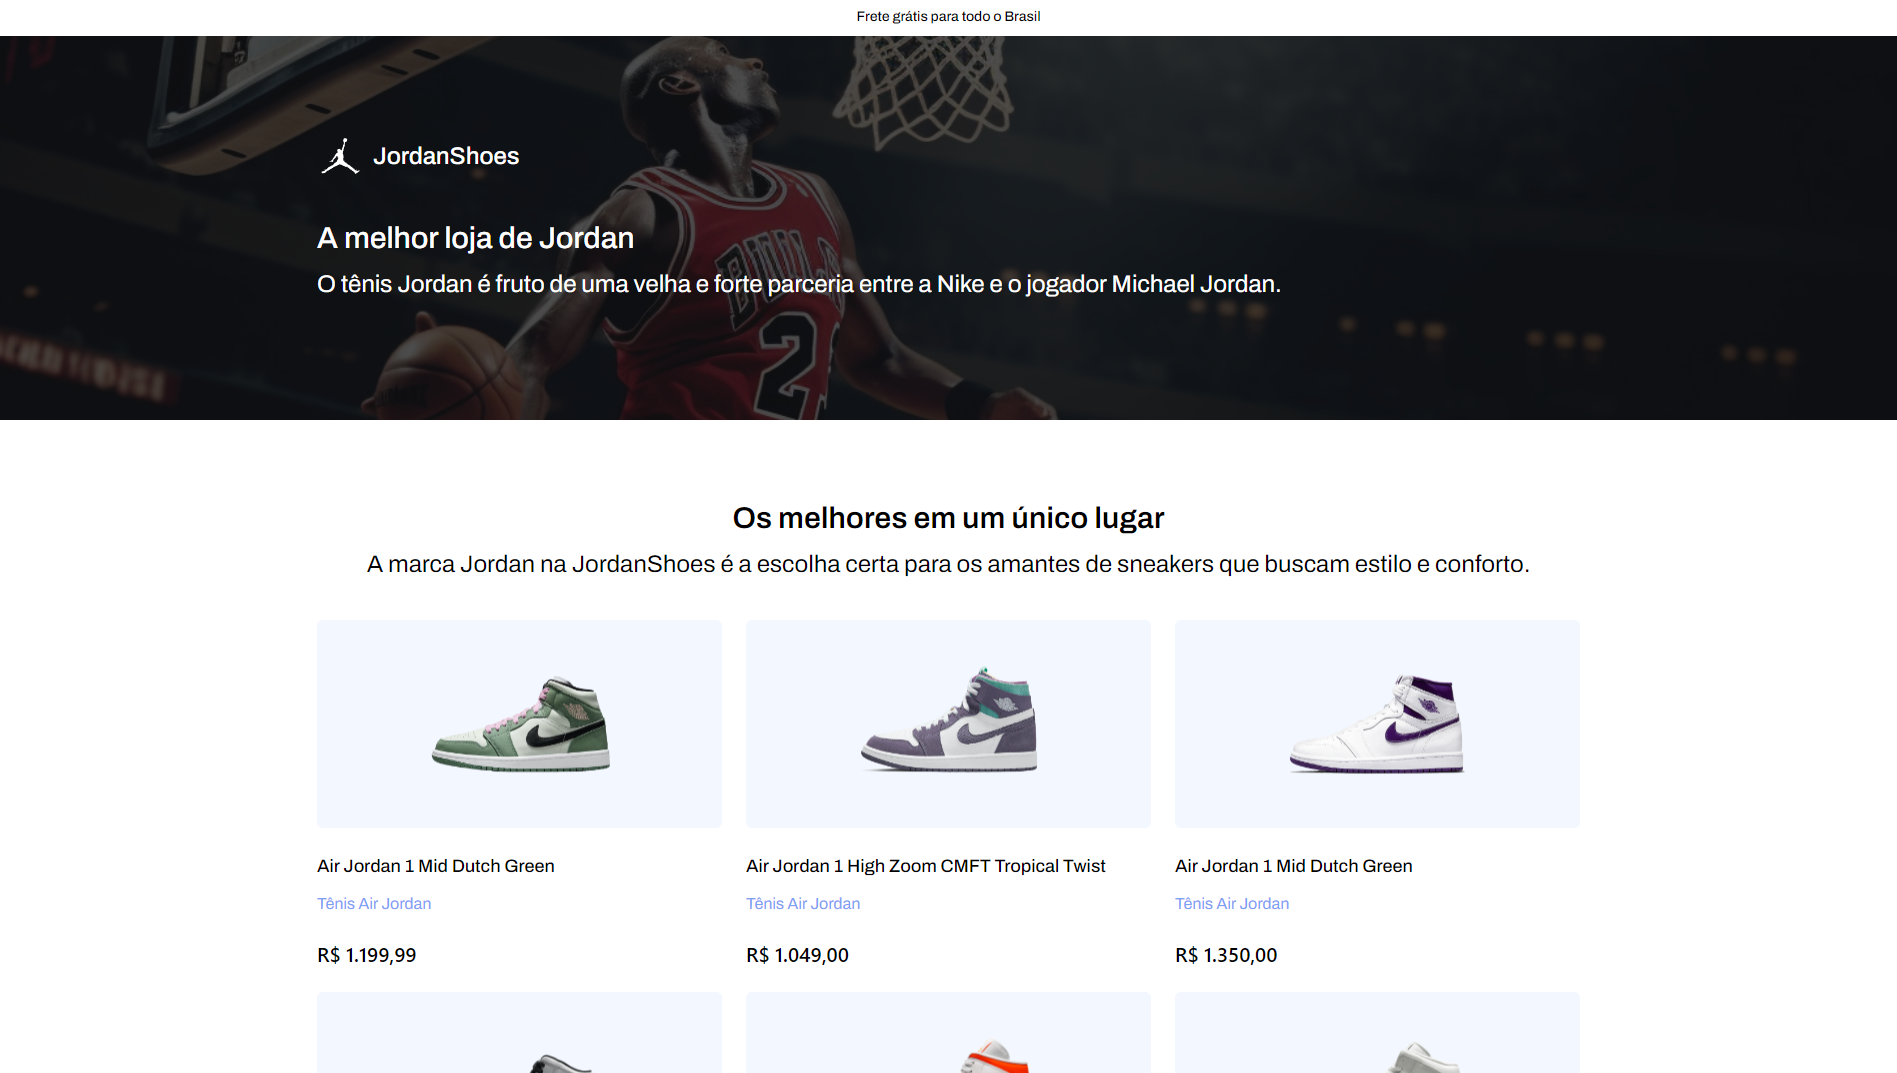 Frete grátis para todo o Brasil
JordanShoes
A melhor loja de Jordan
O tênis Jordan é fruto de uma velha e forte parceria entre a Nike e o jogador Michael Jordan.
BULLS
2
Os melhores em um único lugar
A marca Jordan na JordanShoes é a escolha certa para os amantes de sneakers que buscam estilo e conforto.
Air Jordan 1 Mid Dutch Green
Air Jordan 1 High Zoom CMFT Tropical Twist
Air Jordan 1 Mid Dutch Green
Tênis Air Jordan
Tênis Air Jordan
Tênis Air Jordan
R$ 1.199,99
R$ 1.049,00
R$ 1.350,00